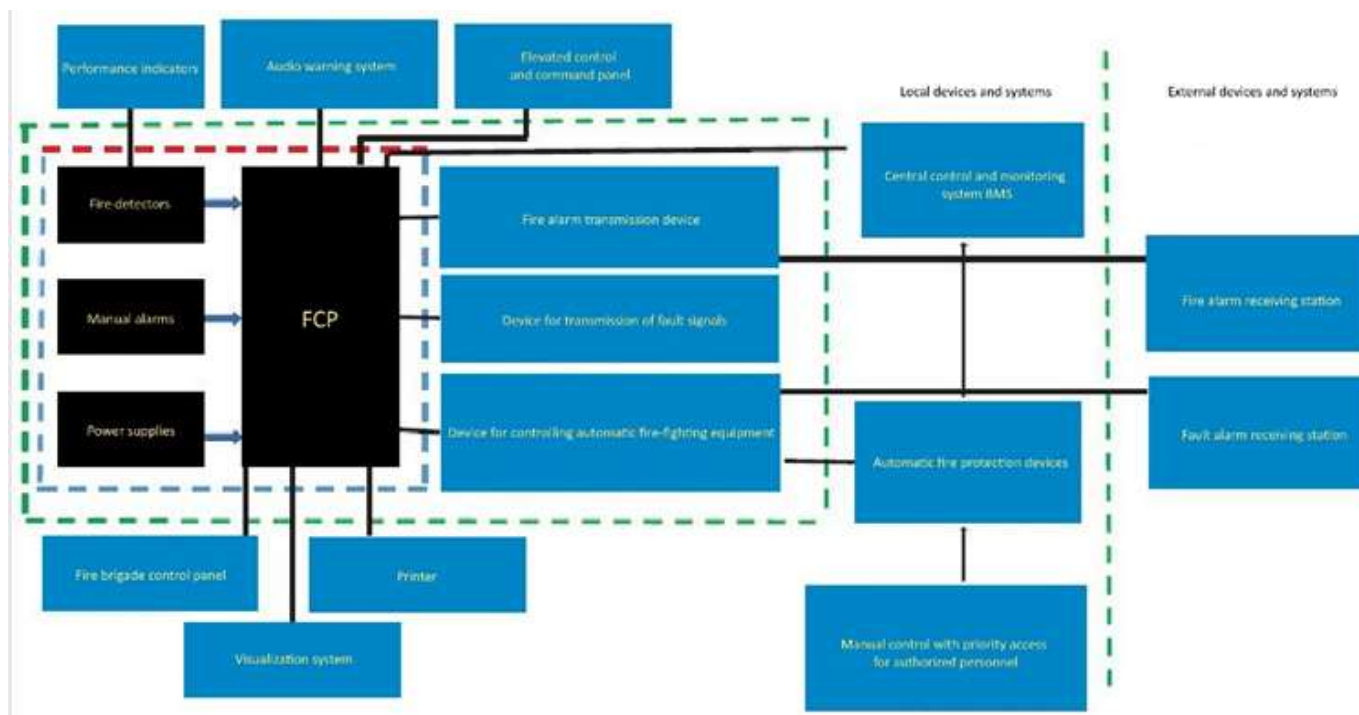 Performance indicators
Audio warning system
Elevated control
and command panel
Local devices and systems
External devices and systems
Fire detectors
Manual alarms
Power supplies
FCP
Fire alarm transmission device
Device for transmission of fault signals
Device for controlling automatic fire-fighting equipment
Central control and monitoring
system BMS
Automatic fire protection devices
Manual control with priority access
for authorized personnel
Fire alarm receiving station
Fault alarm receiving station
Fire brigade control panel
Printer
Visualization system